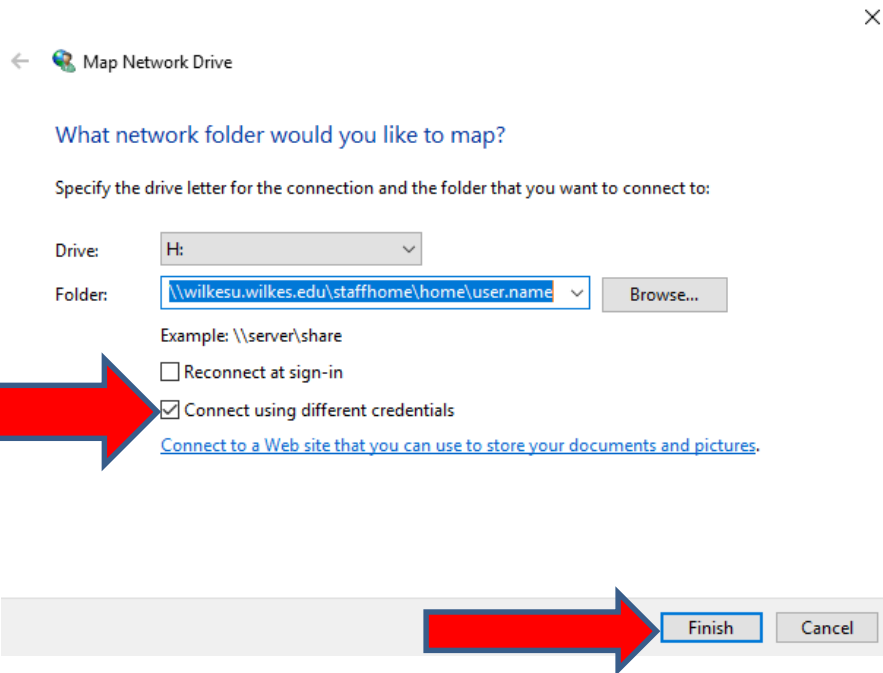 Map Network Drive
What network folder would you like to map?
Specify the drive letter for the connection and the folder that you want to connect to:
Drive: H:
Folder: \\wilkesu.wilkes.edu\staffhome\home\user.name Browse...
Example: \\server\share
Reconnect at sign-in
Connect using different credentials
Connect to a Web site that you can use to store your documents and pictures.
Finish Cancel